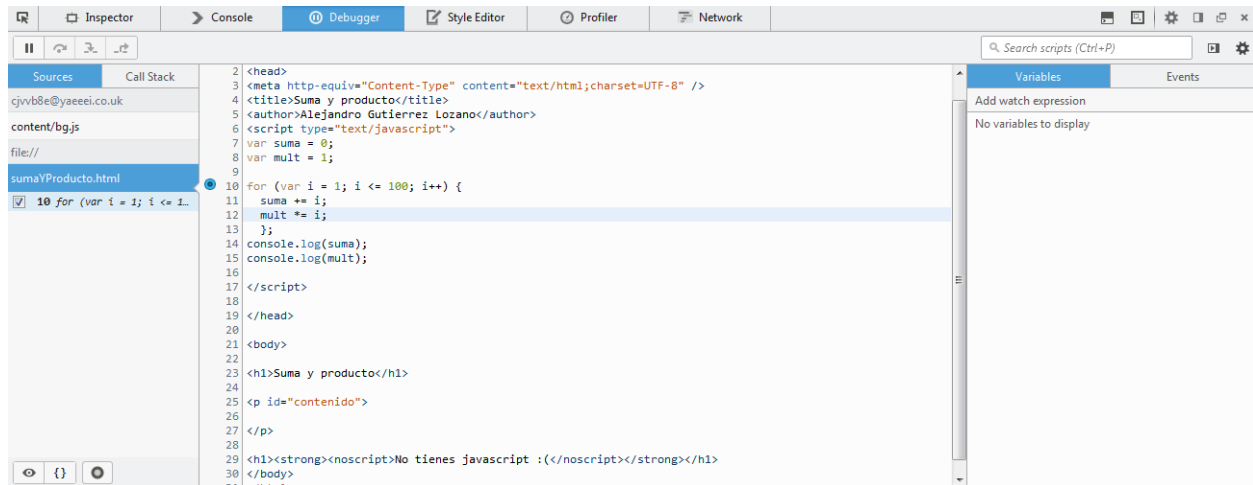 Inspector Console Debugger Style Editor Profiler Network
Search scripts (Ctrl+P)
Sources Call Stack
cjvvb8e@yaeeei.co.uk
content/bg.js
file://
sumaYProducto.html
10 for (var i = 1; i <= 1…
{}
2 <head>
3 <meta http-equiv="Content-Type" content="text/html;charset=UTF-8" />
4 <title>Suma y producto</title>
5 <author>Alejandro Gutierrez Lozano</author>
6 <script type="text/javascript">
7 var suma = 0;
8 var mult = 1;
9
10 for (var i = 1; i <= 100; i++) {
11 suma += i;
12 mult *= i;
13 };
14 console.log(suma);
15 console.log(mult);
16
17 </script>
18
19 </head>
20
21 <body>
22
23 <h1>Suma y producto</h1>
24
25 <p id="contenido">
26
27 </p>
28
29 <h1><strong><noscript>No tienes javascript :(</noscript></strong></h1>
30 </body>
Variables Events
Add watch expression
No variables to display